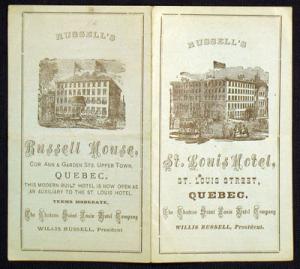 RUSSELL'S
Russell House,
COR ANN & GARDEN STS. UPPER TOWN,
QUEBEC.
THIS MODERN BUILT HOTEL IS NOW OPEN AS
AN AUXILIARY TO THE ST. LOUIS HOTEL.
TERMS MODERATE,
The Chateau Saint Louis Hotel Company
WILLIS RUSSELL, President
RUSSELL'S
St. Louis Hotel,
ST. LOUIS STREET,
QUEBEC.
The Chateau Saint Louis Hotel Company
WILLIS RUSSELL, President.